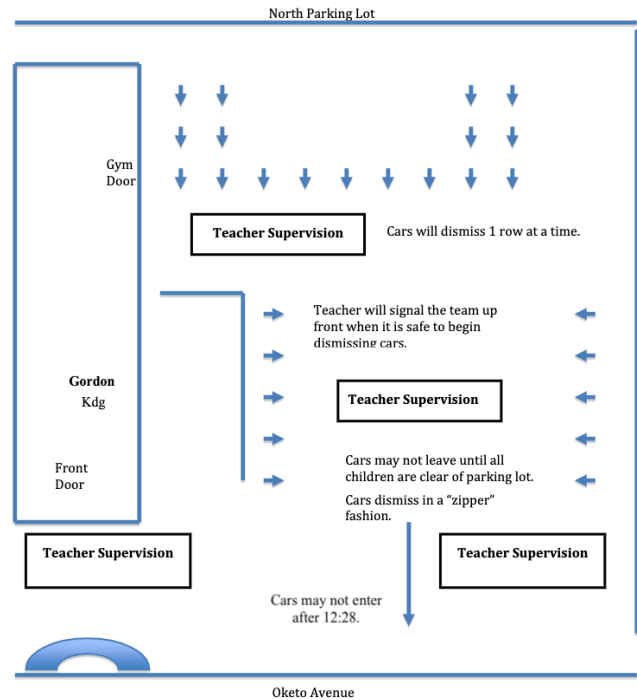 North Parking Lot
Gym
Door
Teacher Supervision
Cars will dismiss 1 row at a time.
Teacher will signal the team up
front when it is safe to begin
dismissing cars.
Gordon
Kdg
Teacher Supervision
Front
Door
Cars may not leave until all
children are clear of parking lot.
Cars dismiss in a “zipper”
fashion.
Teacher Supervision
Teacher Supervision
Cars may not enter
after 12:28.
Oketo Avenue